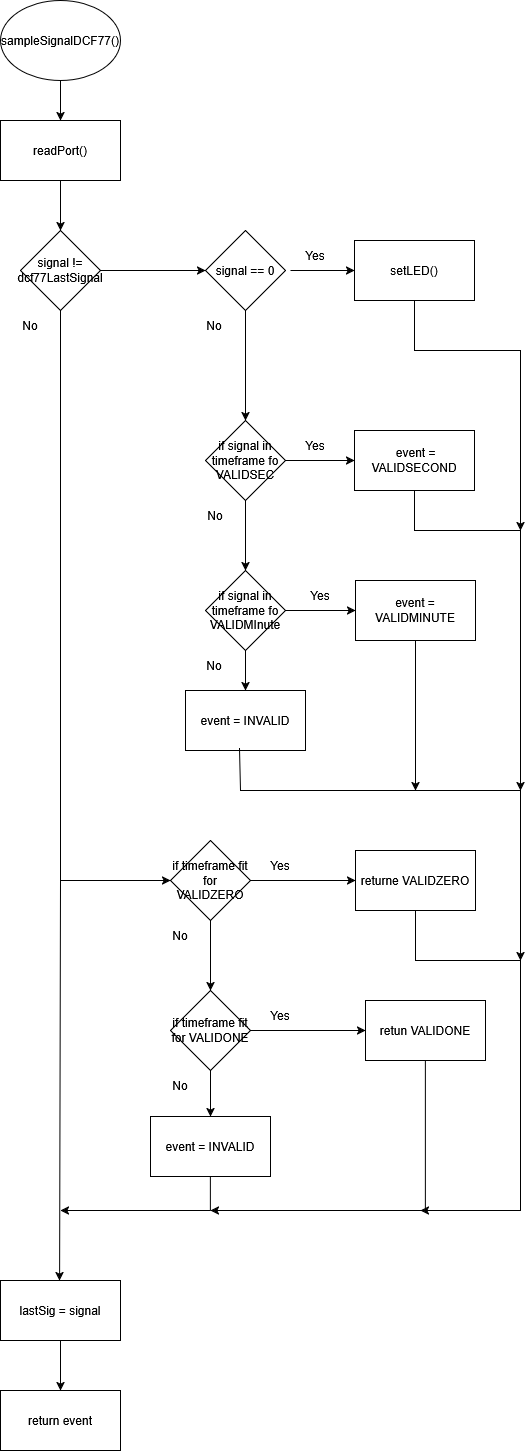 sampleSignalDCF77()
readPort()
signal !=
dcf77LastSignal
No
signal == 0
Yes
setLED()
No
if signal in
timeframe fo
VALIDSEC
Yes
event =
VALIDSECOND
No
if signal in
timeframe fo
VALIDMInute
Yes
event =
VALIDMINUTE
No
event = INVALID
if timeframe fit
for
VALIDZERO
Yes
returne VALIDZERO
No
if timeframe fit
for VALIDONE
Yes
retun VALIDONE
No
event = INVALID
lastSig = signal
return event